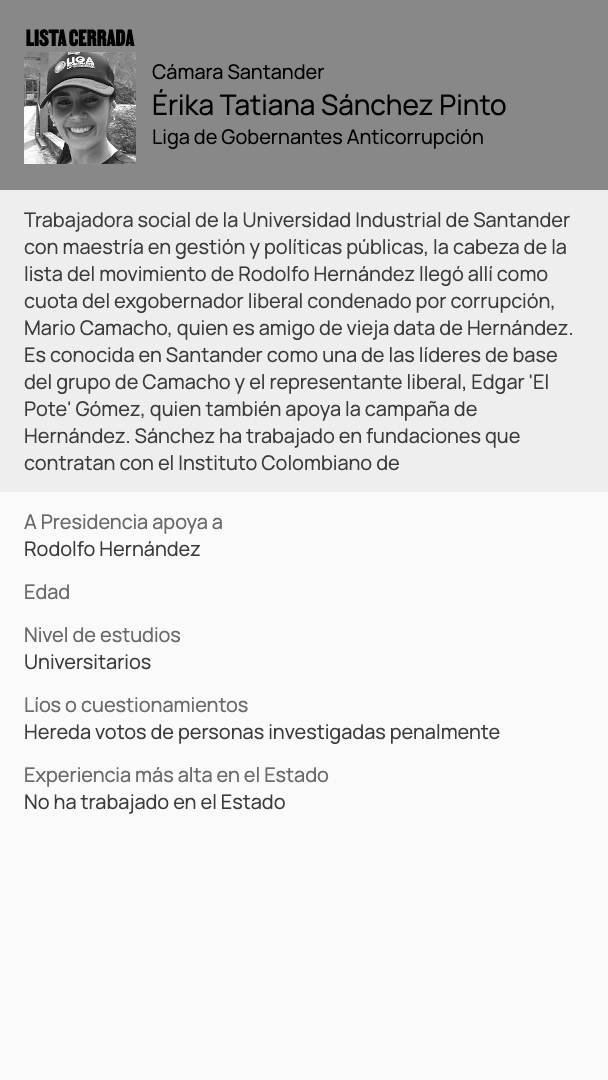 LISTA CERRADA
LIGA
Cámara Santander
Érika Tatiana Sánchez Pinto
Liga de Gobernantes Anticorrupción
Trabajadora social de la Universidad Industrial de Santander
con maestría en gestión y políticas públicas, la cabeza de la
lista del movimiento de Rodolfo Hernández llegó allí como
cuota del exgobernador liberal condenado por corrupción,
Mario Camacho, quien es amigo de vieja data de Hernández.
Es conocida en Santander como una de las líderes de base
del grupo de Camacho y el representante liberal, Edgar 'El
Pote' Gómez, quien también apoya la campaña de
Hernández. Sánchez ha trabajado en fundaciones que
contratan con el Instituto Colombiano de
A Presidencia apoya a
Rodolfo Hernández
Edad
Nivel de estudios
Universitarios
Líos o cuestionamientos
Hereda votos de personas investigadas penalmente
Experiencia más alta en el Estado
No ha trabajado en el Estado